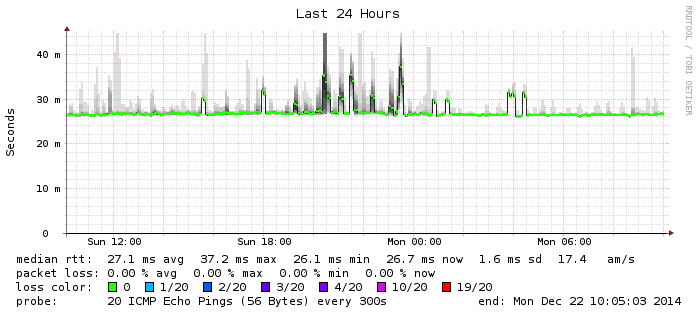 Last 24 Hours
RRDTOOL / TOBI OETIKER
Seconds
40 m
30 m
20 m
10 m
0
Sun 12:00 Sun 18:00 Mon 00:00 Mon 06:00
median rtt: 27.1 ms avg 37.2 ms max 26.1 ms min 26.7 ms now 1.6 ms sd 17.4 am/s
packet loss: 0.00 % avg 0.00 % max 0.00 % min 0.00 % now
loss color: 0 1/20 2/20 3/20 4/20 10/20 19/20
probe: 20 ICMP Echo Pings (56 Bytes) every 300s end: Mon Dec 22 10:05:03 2014